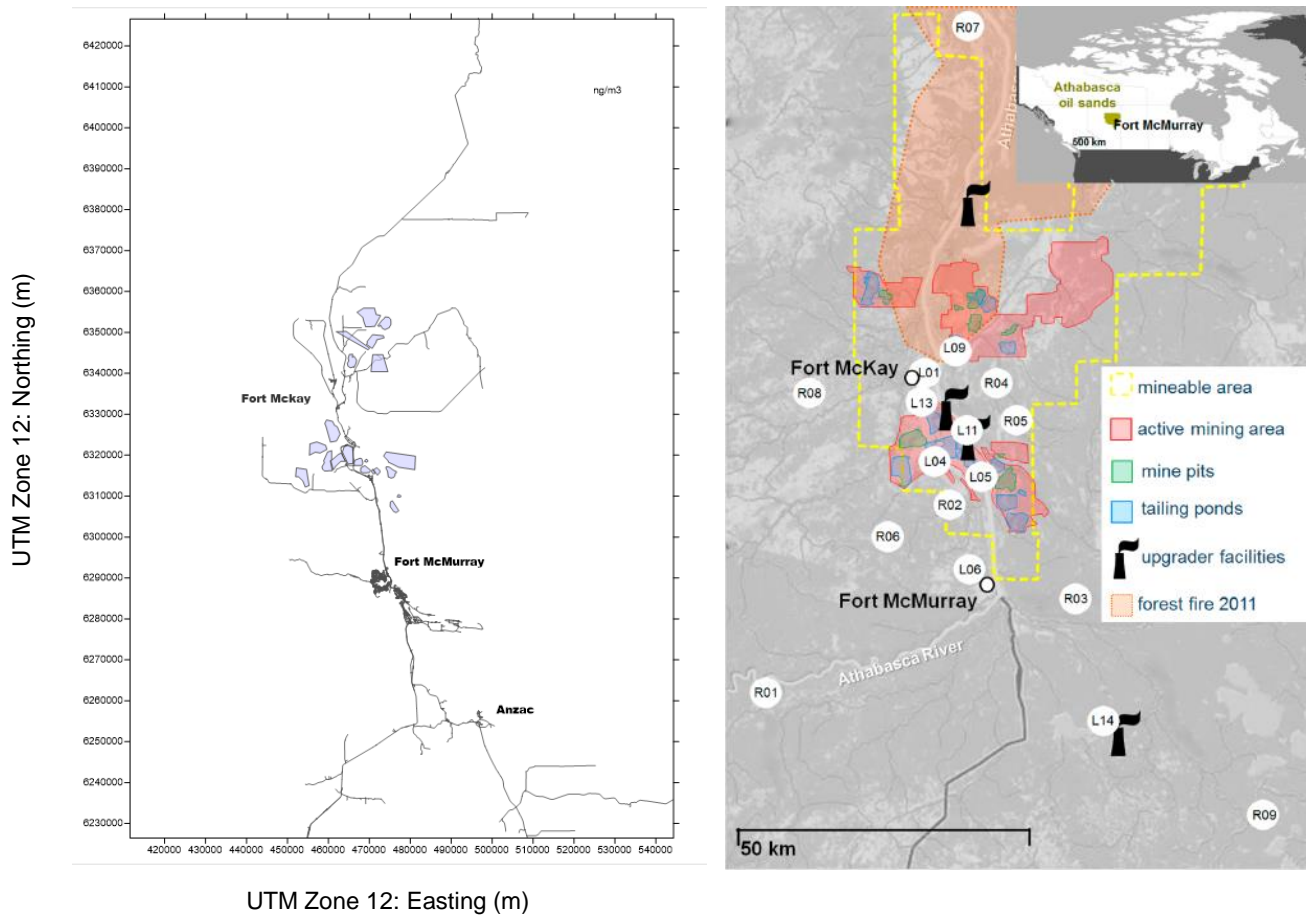 UTM Zone 12: Northing (m)
6420000
6410000
6400000
6390000
6380000
6370000
6360000
6350000
6340000
6330000
6320000
6310000
6300000
6290000
6280000
6270000
6260000
6250000
6240000
6230000
ng/m3
Fort Mckay
Fort McMurray
Anzac
420000 430000 440000 450000 460000 470000 480000 490000 500000 510000 520000 530000 540000
UTM Zone 12: Easting (m)
R07
Athabasca
oil sands
Fort McMurray
500 km
L09
Fort McKay
L01
R04
R08
L13
L11
R05
L04
L05
R02
R06
L06
Fort McMurray
R03
Athabasca River
R01
L14
R09
50 km
mineable area
active mining area
mine pits
tailing ponds
upgrader facilities
forest fire 2011